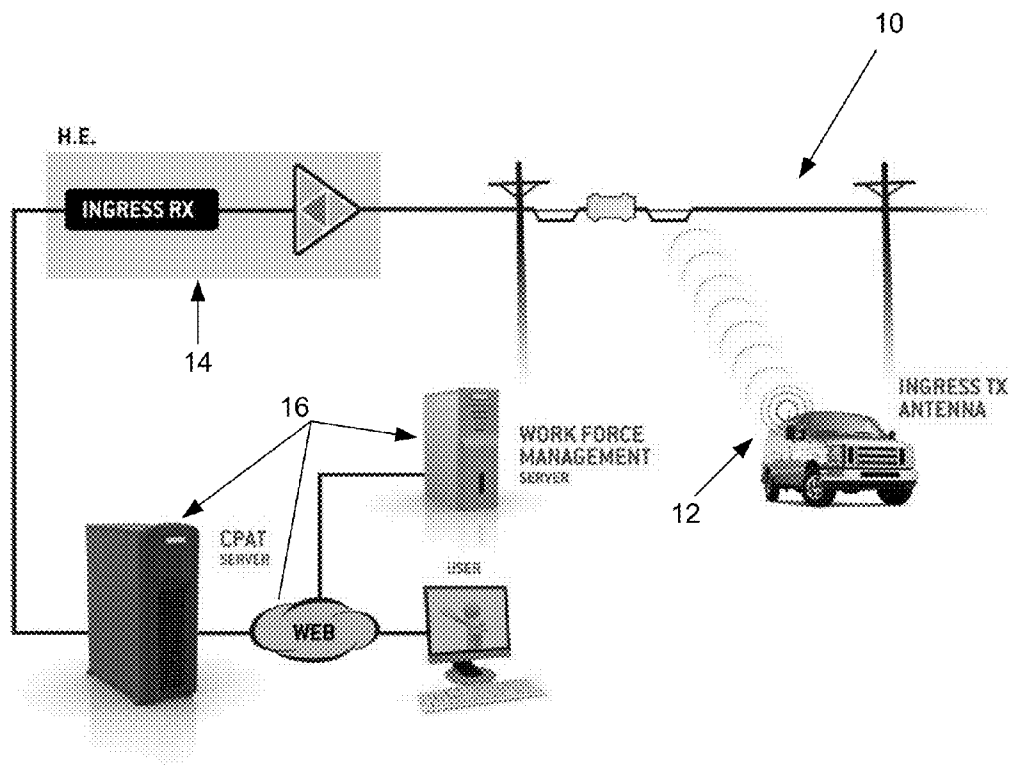 10
H.E.
INGRESS RX
14
16
INGRESS TX
ANTENNA
WORK FORCE
MANAGEMENT
SERVER
12
CPAT
SERVER
USER
WEB